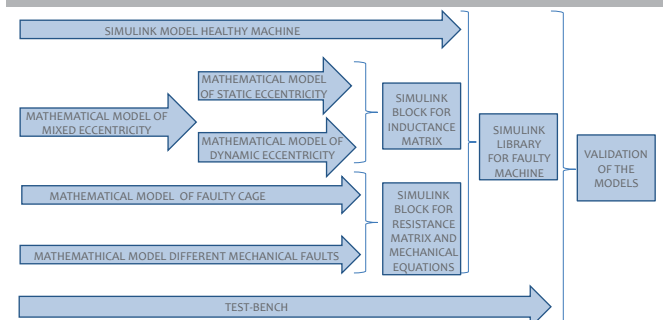 SIMULINK MODEL HEALTHY MACHINE
MATHEMATICAL MODEL
OF STATIC ECCENTRICITY
MATHEMATICAL MODEL OF
MIXED ECCENTRICITY
MATHEMATICAL MODEL OF
DYNAMIC ECCENTRICITY
SIMULINK
BLOCK FOR
INDUCTANCE
MATRIX
SIMULINK
LIBRARY
FOR FAULTY
MACHINE
VALIDATION
OF THE
MODELS
MATHEMATICAL MODEL OF FAULTY CAGE
MATHEMATHICAL MODEL DIFFERENT MECHANICAL FAULTS
SIMULINK
BLOCK FOR
RESISTANCE
MATRIX AND
MECHANICAL
EQUATIONS
TEST-BENCH